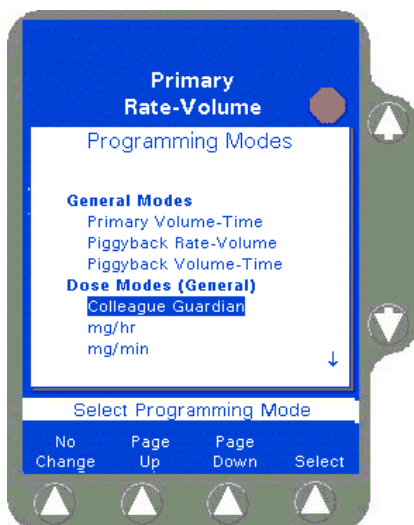 Primary
Rate-Volume
Programming Modes
General Modes
Primary Volume-Time
Piggyback Rate-Volume
Piggyback Volume-Time
Dose Modes (General)
Colleague Guardian
mg/hr
mg/min
Select Programming Mode
No Page Page
Change Up Down Select